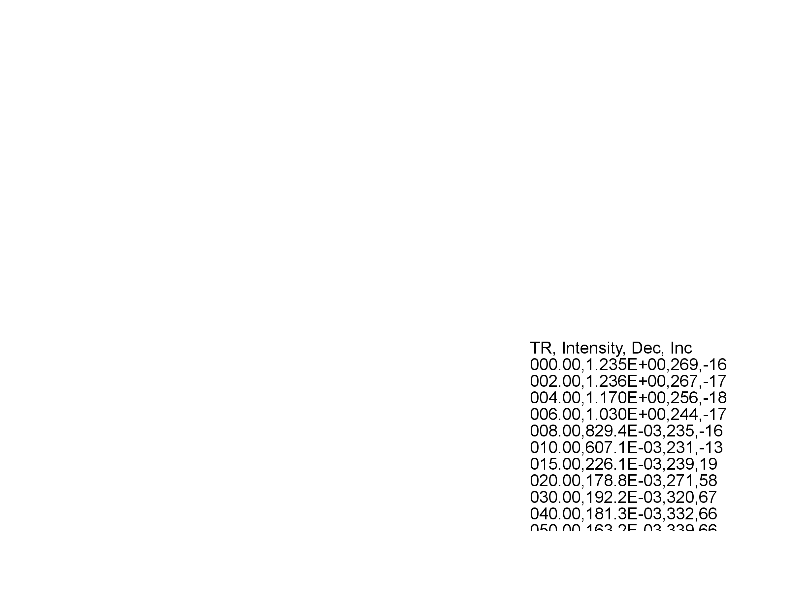 TR, Intensity, Dec, Inc
000.00,1.235E+00,269,-16
002.00,1.236E+00,267,-17
004.00,1.170E+00,256,-18
006.00,1.030E+00,244,-17
008.00,829.4E-03,235,-16
010.00,607.1E-03,231,-13
015.00,226.1E-03,239,19
020.00,178.8E-03,271,58
030.00,192.2E-03,320,67
040.00,181.3E-03,332,66
050.00,163.2E-03,339,66